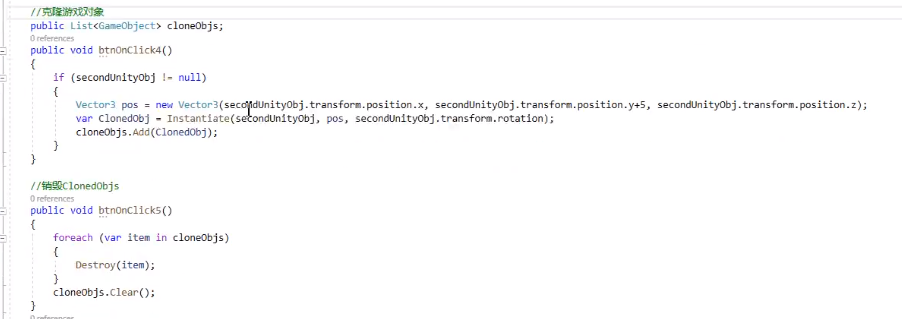 //克隆游戏对象
public List<GameObject> cloneObjs;
0 references
public void btnOnClick4()
{
if (secondUnityObj != null)
{
Vector3 pos = new Vector3(secondUnityObj.transform.position.x, secondUnityObj.transform.position.y+5, secondUnityObj.transform.position.z);
var ClonedObj = Instantiate(secondUnityObj, pos, secondUnityObj.transform.rotation);
cloneObjs.Add(ClonedObj);
}
}
//销毁ClonedObjs
0 references
public void btnOnClick5()
{
foreach (var item in cloneObjs)
{
Destroy(item);
}
cloneObjs.Clear();
}
0 references